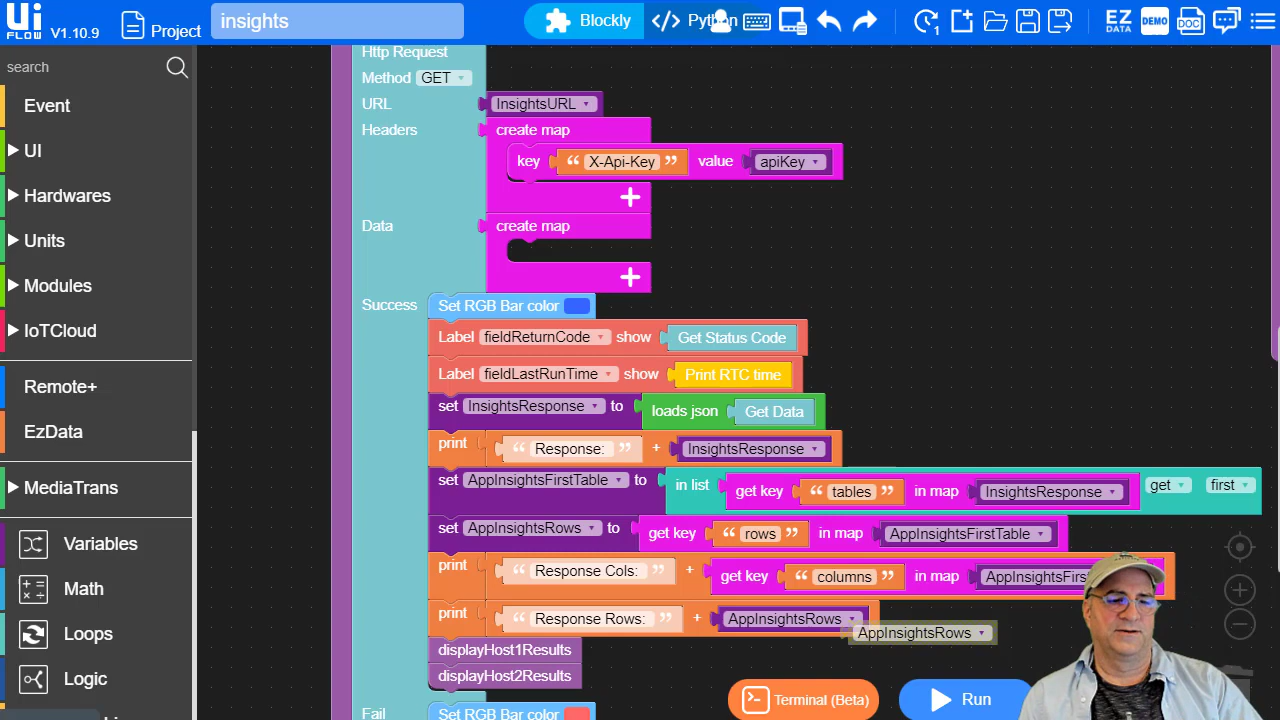 Ui FLOW V1.10.9 Project insights Blockly </> Python EZ DATA DEMO DOC
search
Event
UI
Hardwares
Units
Modules
IoTCloud
Remote+
EzData
MediaTrans
Variables
Math
Loops
Logic
Http Request
Method GET
URL InsightsURL
Headers create map
key “ X-Api-Key ” value apiKey
+
Data create map
+
Success Set RGB Bar color
Label fieldReturnCode show Get Status Code
Label fieldLastRunTime show Print RTC time
set InsightsResponse to loads json Get Data
print “ Response: ” + InsightsResponse
set AppInsightsFirstTable to in list get key “ tables ” in map InsightsResponse get first
set AppInsightsRows to get key “ rows ” in map AppInsightsFirstTable
print “ Response Cols: ” + get key “ columns ” in map
print “ Response Rows: ” + AppInsightsRows
AppInsightsRows
displayHost1Results
displayHost2Results
Fail Set RGB Bar color
Terminal (Beta) Run